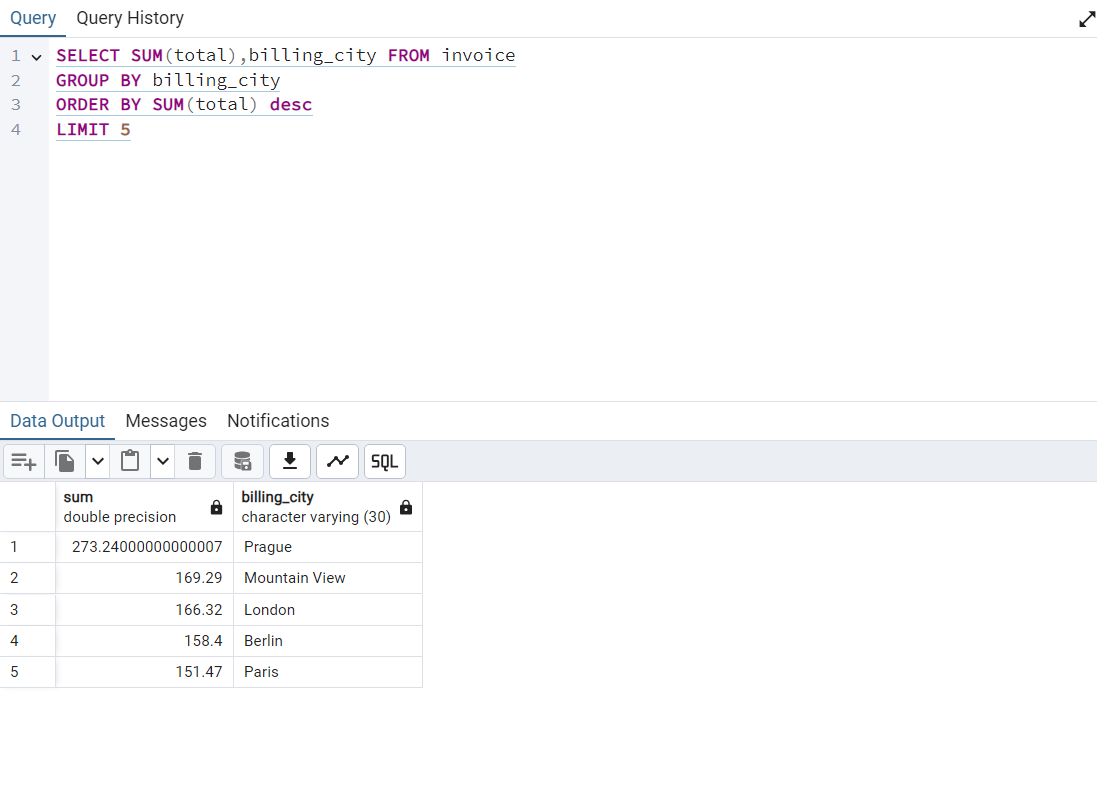 Query Query History
1 SELECT SUM(total),billing_city FROM invoice
2 GROUP BY billing_city
3 ORDER BY SUM(total) desc
4 LIMIT 5
Data Output Messages Notifications
SQL
sum billing_city
double precision character varying (30)
1 273.24000000000007 Prague
2 169.29 Mountain View
3 166.32 London
4 158.4 Berlin
5 151.47 Paris